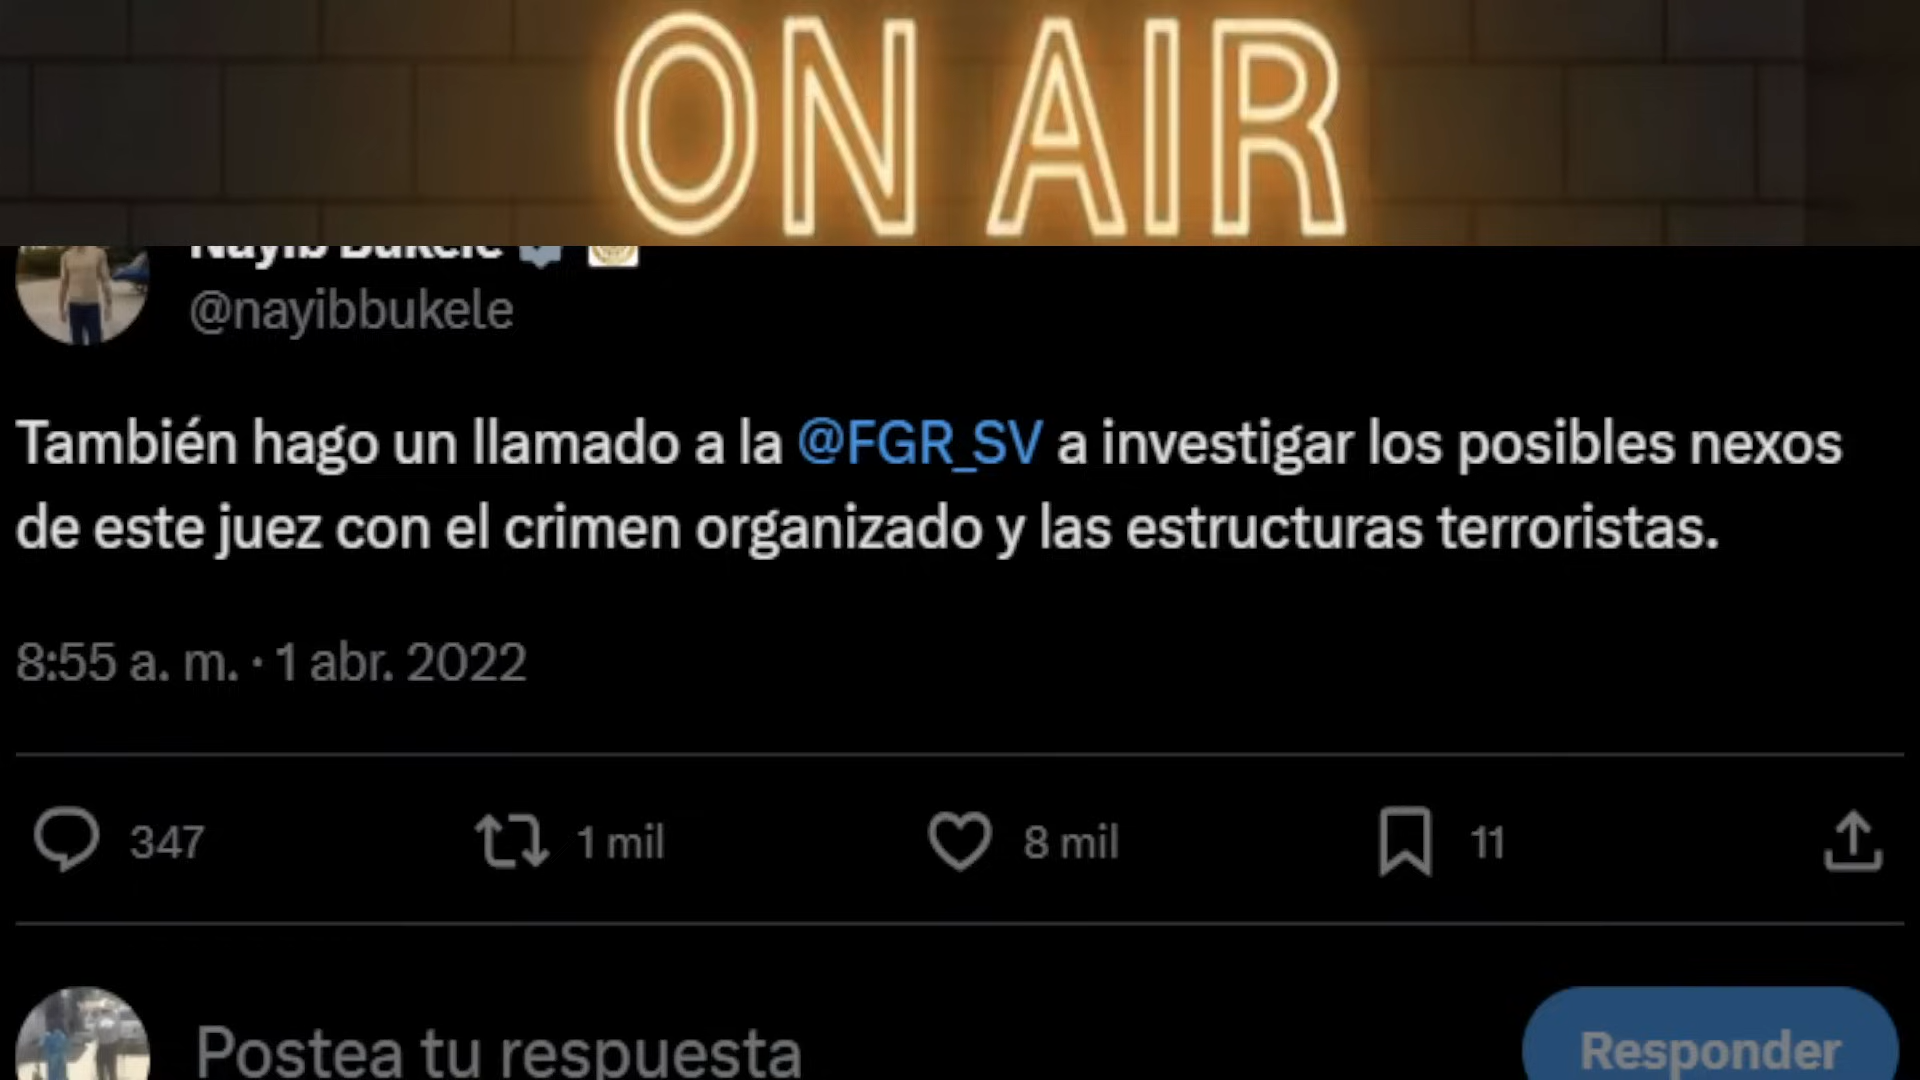 ON AIR
Nayib Bukele
@nayibbukele
También hago un llamado a la @FGR_SV a investigar los posibles nexos
de este juez con el crimen organizado y las estructuras terroristas.
8:55 a. m. · 1 abr. 2022
347 1 mil 8 mil 11
Postea tu respuesta Responder